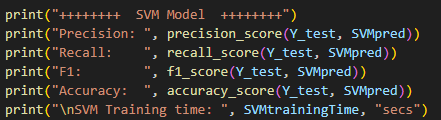 print("++++++++  SVM Model  ++++++++")
print("Precision: ", precision_score(Y_test, SVMpred))
print("Recall:    ", recall_score(Y_test, SVMpred))
print("F1:        ", f1_score(Y_test, SVMpred))
print("Accuracy:  ", accuracy_score(Y_test, SVMpred))
print("\nSVM Training time: ", SVMtrainingTime, "secs")